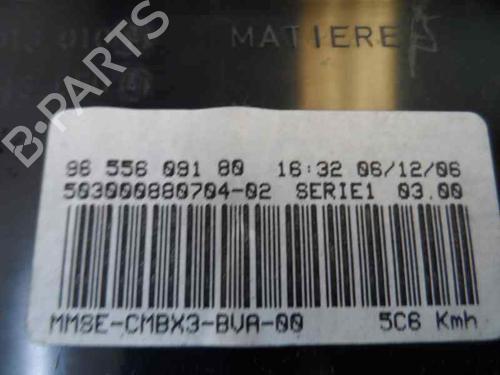 MATIERE
96 556 091 80 16:32 06/12/06
503000880704-02 SERIE1 03.00
MM8E-CMBX3-BVA-00 5C6 Kmh
B-PARTS